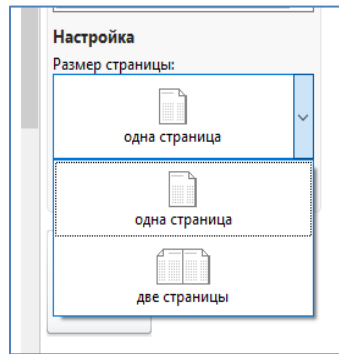 Настройка
Размер страницы:
одна страница
одна страница
две страницы